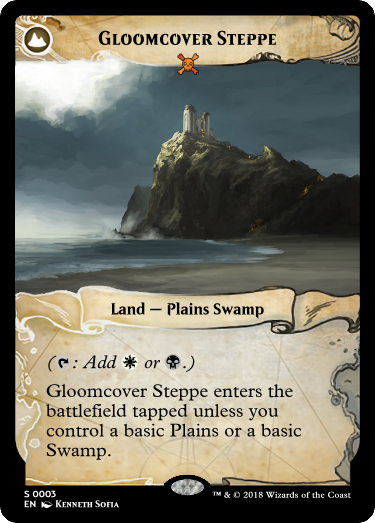 Gloomcover Steppe
Land — Plains Swamp
(: Add or .)
Gloomcover Steppe enters the
battlefield tapped unless you
control a basic Plains or a basic
Swamp.
S 0003
EN Kenneth Sofia
™ & © 2018 Wizards of the Coast